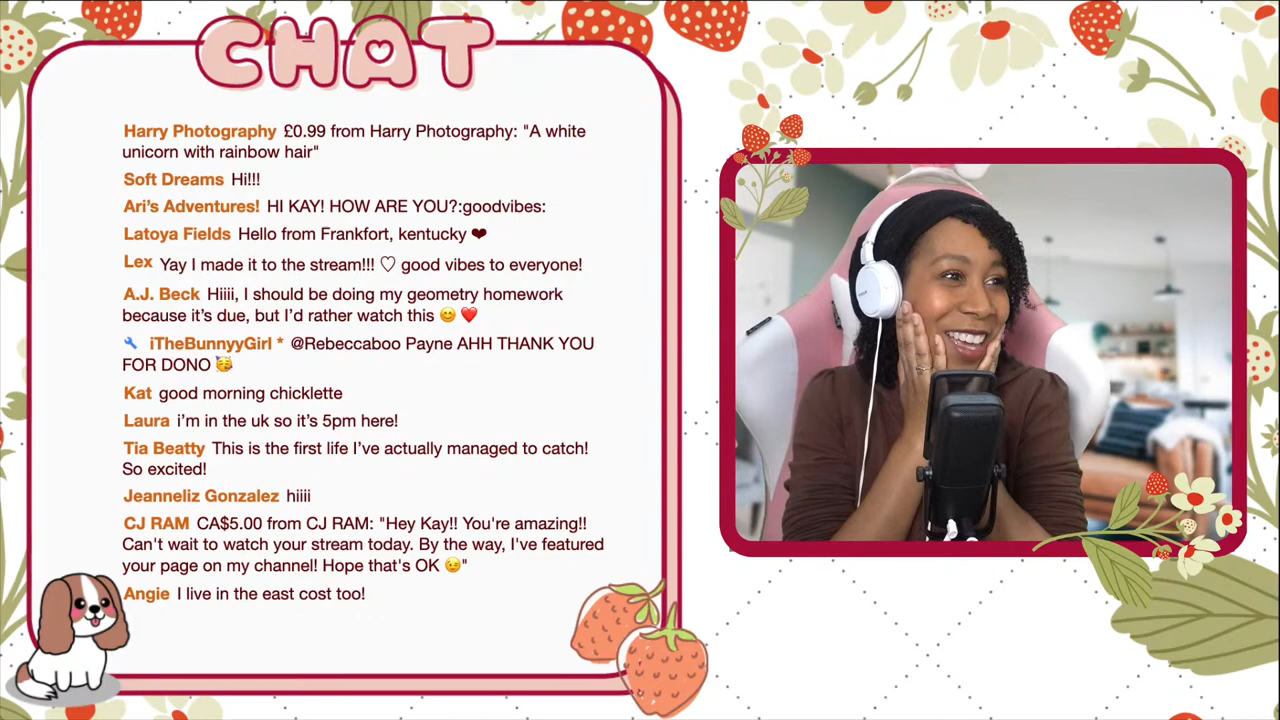 CHAT
Harry Photography £0.99 from Harry Photography: "A white
unicorn with rainbow hair"
Soft Dreams Hi!!!
Ari’s Adventures! HI KAY! HOW ARE YOU?:goodvibes:
Latoya Fields Hello from Frankfort, kentucky ❤
Lex Yay I made it to the stream!!! ♡ good vibes to everyone!
A.J. Beck Hiiii, I should be doing my geometry homework
because it’s due, but I’d rather watch this 😊 ❤️
🔧 iTheBunnyyGirl * @Rebeccaboo Payne AHH THANK YOU
FOR DONO 🥳
Kat good morning chicklette
Laura i’m in the uk so it’s 5pm here!
Tia Beatty This is the first life I’ve actually managed to catch!
So excited!
Jeanneliz Gonzalez hiiii
CJ RAM CA$5.00 from CJ RAM: "Hey Kay!! You're amazing!!
Can't wait to watch your stream today. By the way, I've featured
your page on my channel! Hope that's OK 😉"
Angie I live in the east cost too!